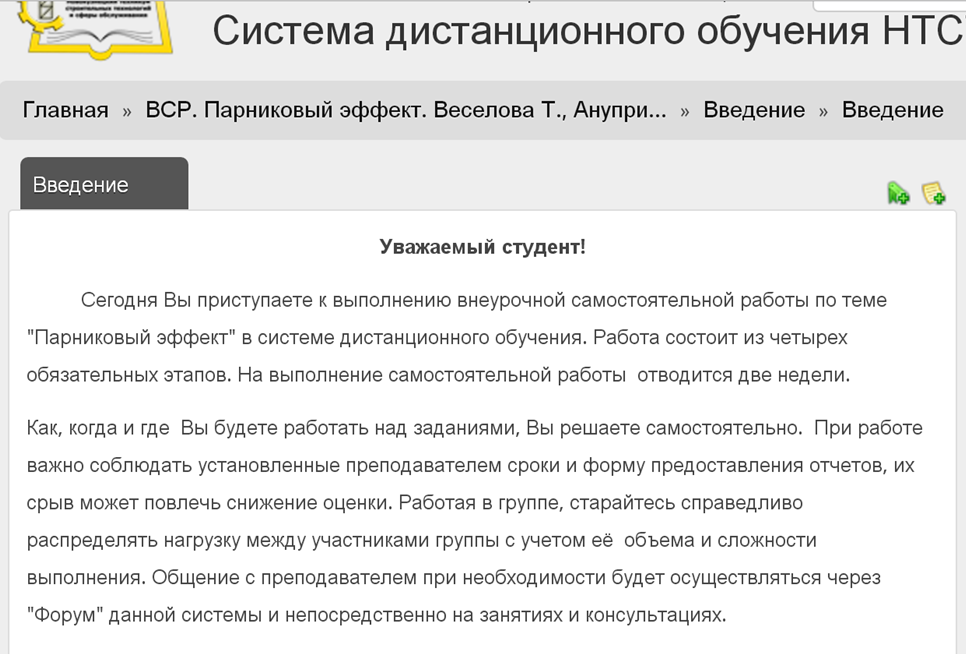 строительных технологий
и сферы обслуживания
Система дистанционного обучения НТС
Главная » ВСР. Парниковый эффект. Веселова Т., Анупри... » Введение » Введение
Введение
Уважаемый студент!
Сегодня Вы приступаете к выполнению внеурочной самостоятельной работы по теме
"Парниковый эффект" в системе дистанционного обучения. Работа состоит из четырех
обязательных этапов. На выполнение самостоятельной работы отводится две недели.
Как, когда и где Вы будете работать над заданиями, Вы решаете самостоятельно. При работе
важно соблюдать установленные преподавателем сроки и форму предоставления отчетов, их
срыв может повлечь снижение оценки. Работая в группе, старайтесь справедливо
распределять нагрузку между участниками группы с учетом её объема и сложности
выполнения. Общение с преподавателем при необходимости будет осуществляться через
"Форум" данной системы и непосредственно на занятиях и консультациях.